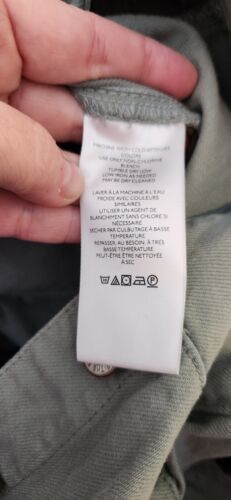 MACHINE WASH COLD WITH LIKE
COLORS
USE ONLY NON-CHLORINE
BLEACH
TUMBLE DRY LOW
LOW IRON AS NEEDED
MAY BE DRY CLEANED
LAVER À LA MACHINE À L'EAU
FROIDE AVEC COULEURS
SIMILAIRES
UTILISER UN AGENT DE
BLANCHIMENT SANS CHLORE SI
NÉCESSAIRE
SÉCHER PAR CULBUTAGE À BASSE
TEMPÉRATURE
REPASSER, AU BESOIN, À TRÈS
BASSE TEMPÉRATURE
PEUT-ÊTRE ÊTRE NETTOYÉE
À SEC